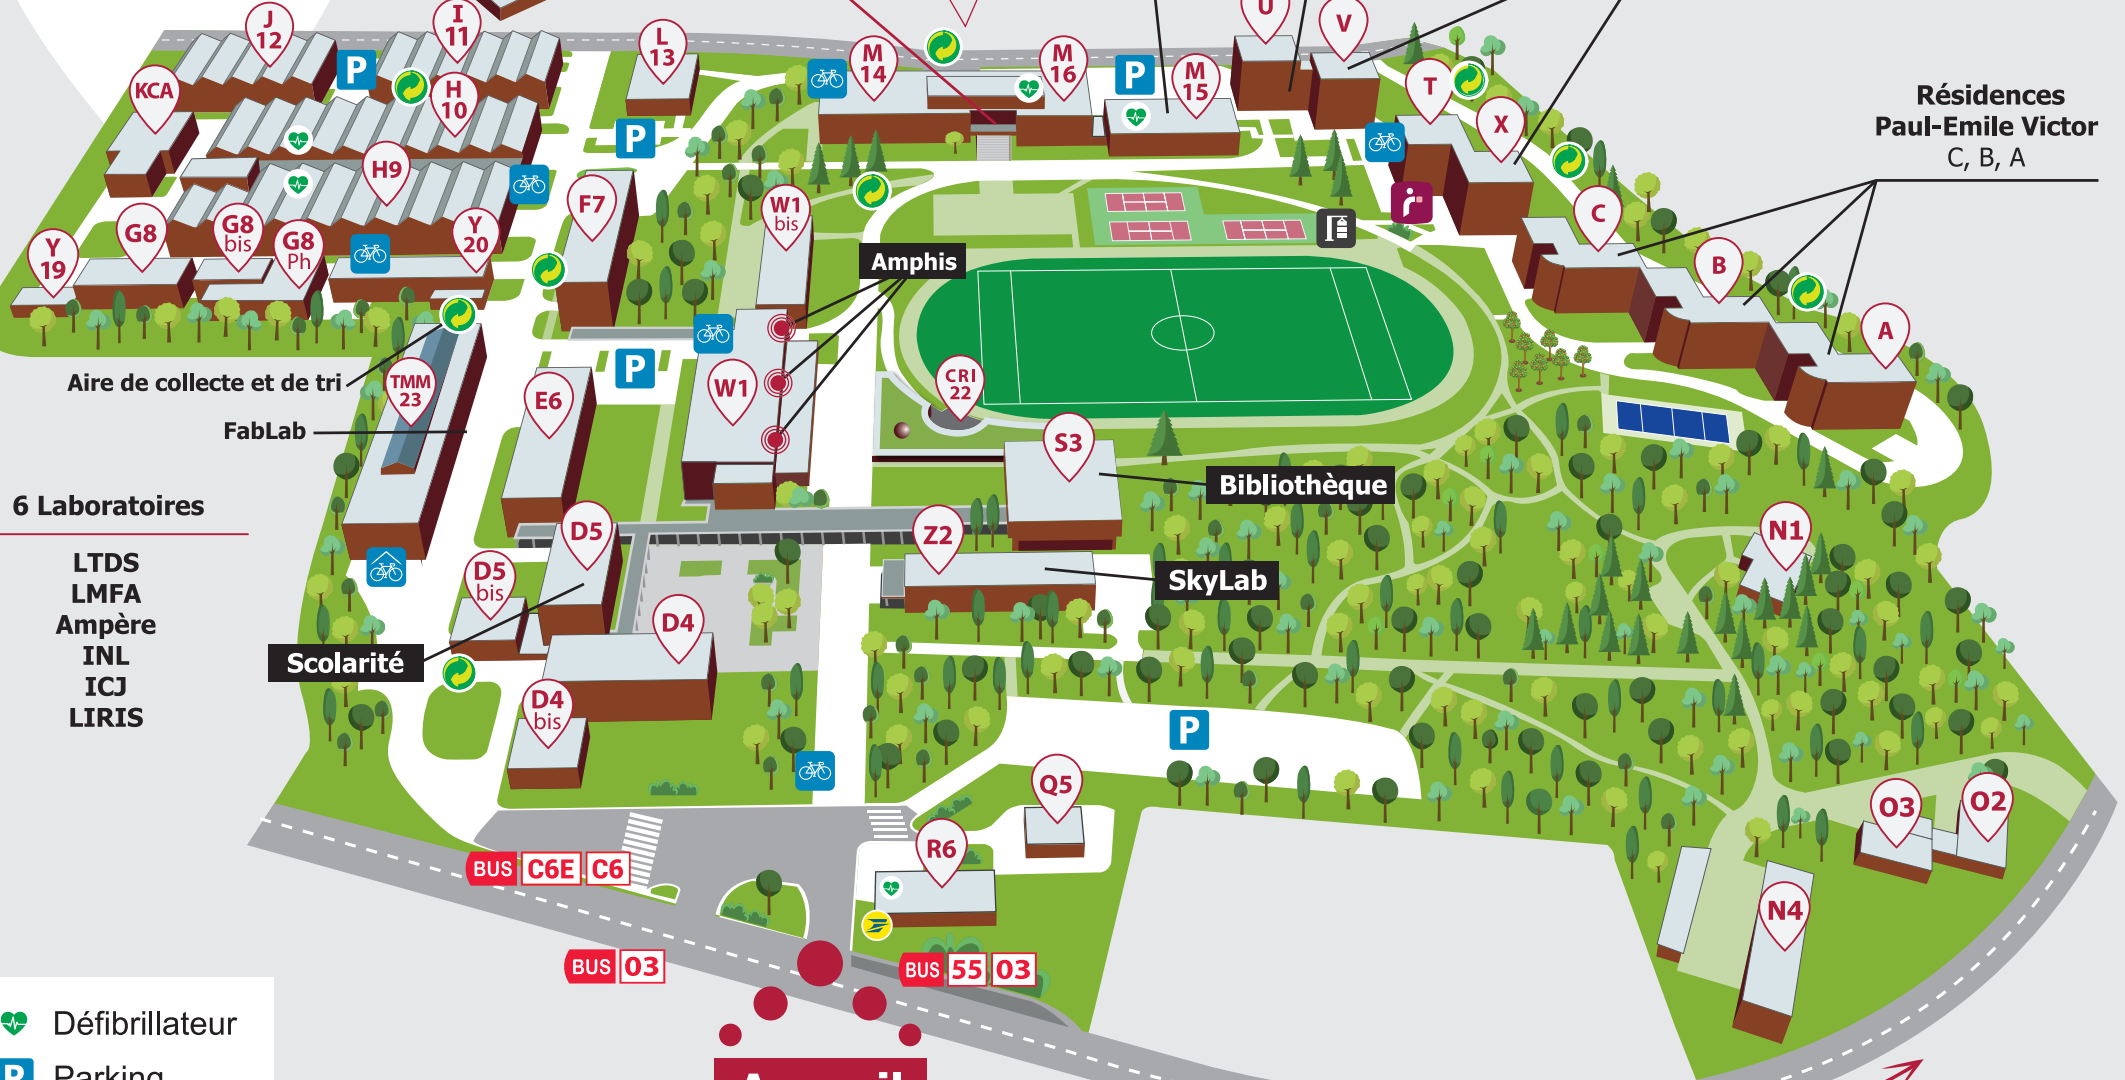 J
12
I
11
L
13
M
14
M
16
M
15
U
V
T
X
KCA
P
H
10
P
P
H9
F7
W1
bis
Résidences
Paul-Emile Victor
C, B, A
Y
19
G8
G8
bis
G8
Ph
Y
20
Amphis
C
B
A
Aire de collecte et de tri
TMM
23
FabLab
E6
P
W1
CRI
22
S3
Bibliothèque
6 Laboratoires
LTDS
LMFA
Ampère
INL
ICJ
LIRIS
D5
D5
bis
Z2
SkyLab
N1
Scolarité
D4
D4
bis
P
Q5
R6
O3
O2
N4
BUS C6E C6
BUS 03
BUS 55 03
Défibrillateur
P Parking
Accueil